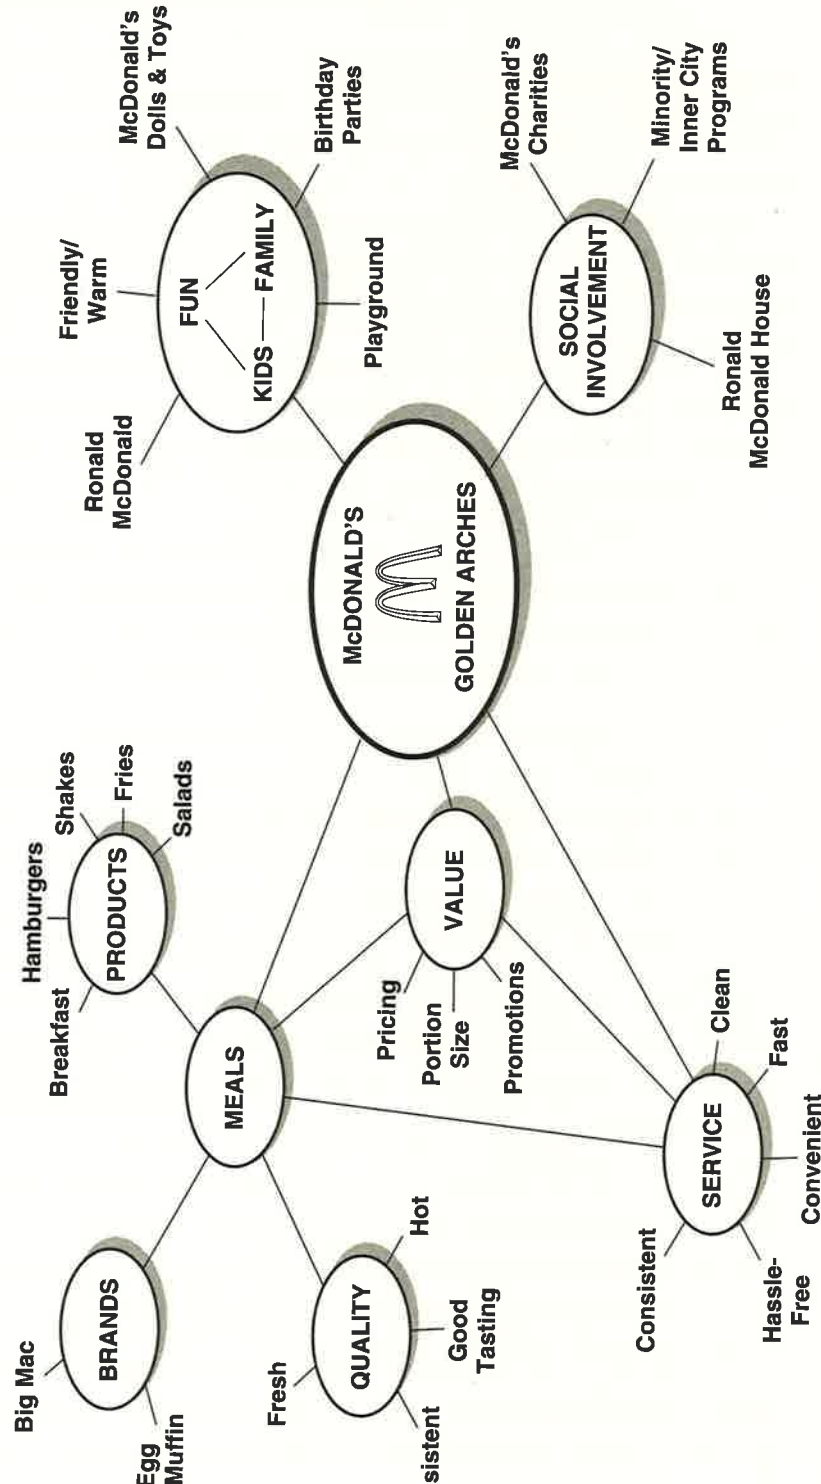 Big Mac
BRANDS
Egg
Muffin
Breakfast
Hamburgers
Shakes
Fries
Salads
PRODUCTS
MEALS
Fresh
QUALITY
Hot
Good
Tasting
sistent
Pricing
Portion
Size
Promotions
VALUE
Consistent
SERVICE
Clean
Fast
Convenient
Hassle-
Free
McDONALD'S
GOLDEN ARCHES
Ronald
McDonald
Friendly/
Warm
McDonald's
Dolls & Toys
FUN
KIDS
FAMILY
Birthday
Parties
Playground
SOCIAL
INVOLVEMENT
McDonald's
Charities
Minority/
Inner City
Programs
Ronald
McDonald House